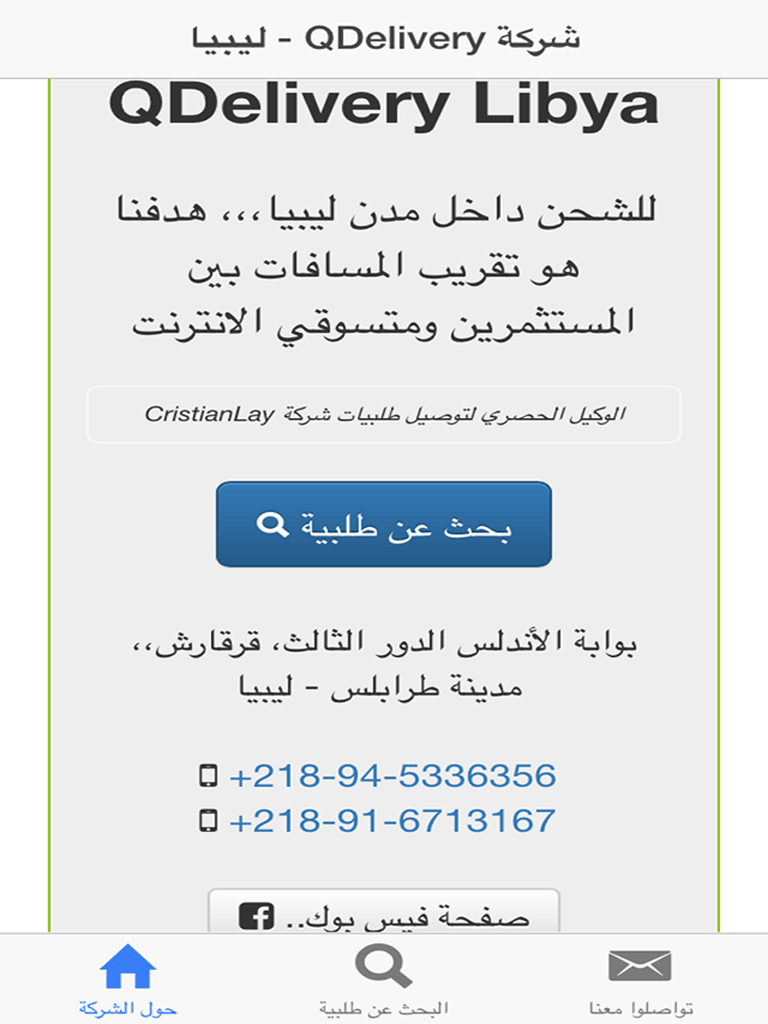 شركة QDelivery - ليبيا
QDelivery Libya
للشحن داخل مدن ليبيا،،، هدفنا
هو تقريب المسافات بين
المستثمرين ومتسوقي الانترنت
الوكيل الحصري لتوصيل طلبيات شركة CristianLay
بحث عن طلبية
بوابة الأندلس الدور الثالث، قرقارش،،
مدينة طرابلس - ليبيا
+218-94-5336356
+218-91-6713167
صفحة فيس بوك..
تواصلوا معنا
البحث عن طلبية
حول الشركة